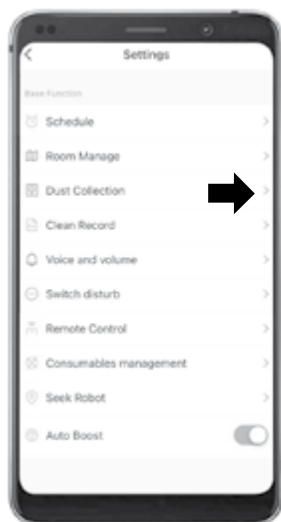 Settings
Base Function
Schedule
Room Manage
Dust Collection
Clean Record
Voice and volume
Switch disturb
Remote Control
Consumables management
Seek Robot
Auto Boost